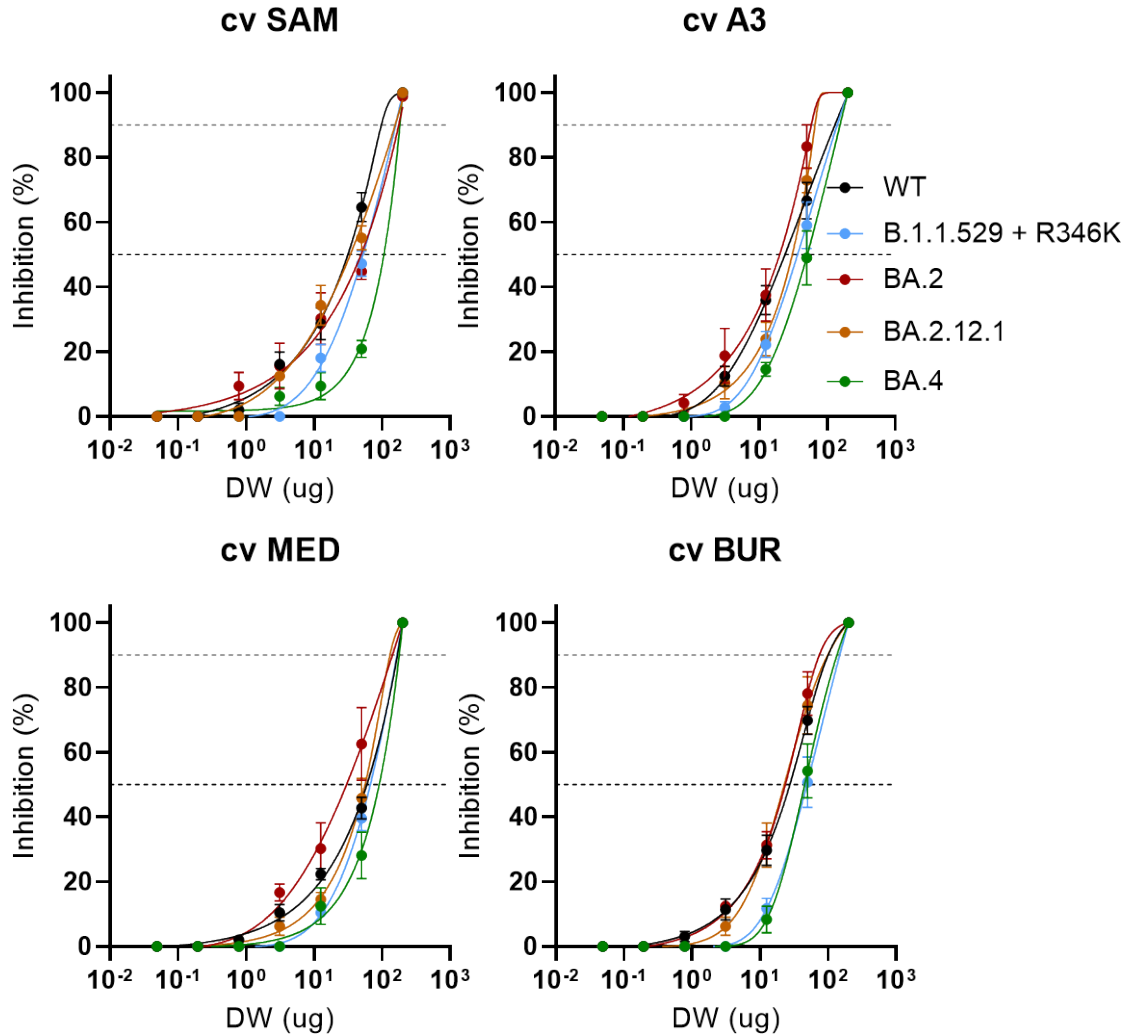 cv SAM
cv A3
Inhibition (%)
100
80
60
40
20
0
10-2 10-1 100 101 102 103
DW (ug)
Inhibition (%)
100
80
60
40
20
0
10-2 10-1 100 101 102 103
DW (ug)
WT
B.1.1.529 + R346K
BA.2
BA.2.12.1
BA.4
cv MED
cv BUR
Inhibition (%)
100
80
60
40
20
0
10-2 10-1 100 101 102 103
DW (ug)
Inhibition (%)
100
80
60
40
20
0
10-2 10-1 100 101 102 103
DW (ug)